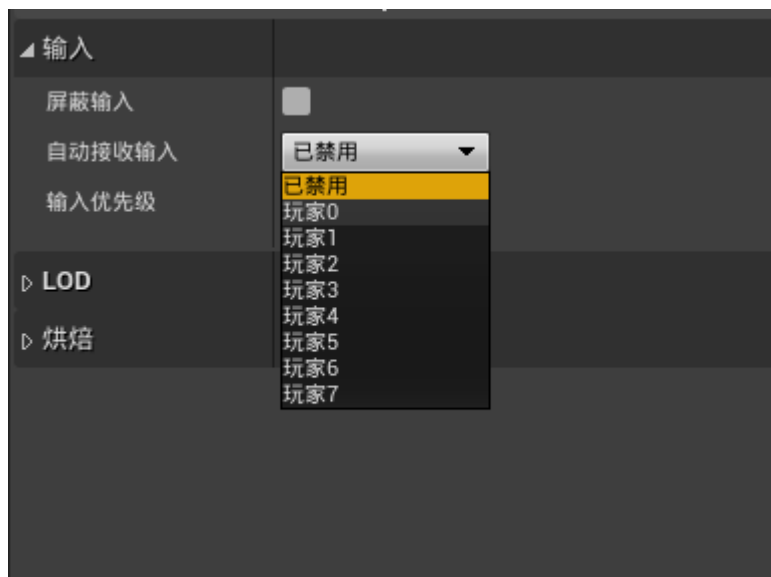 输入
屏蔽输入
自动接收输入 已禁用
已禁用
输入优先级
玩家0
玩家1
玩家2
LOD
玩家3
玩家4
烘焙
玩家5
玩家6
玩家7